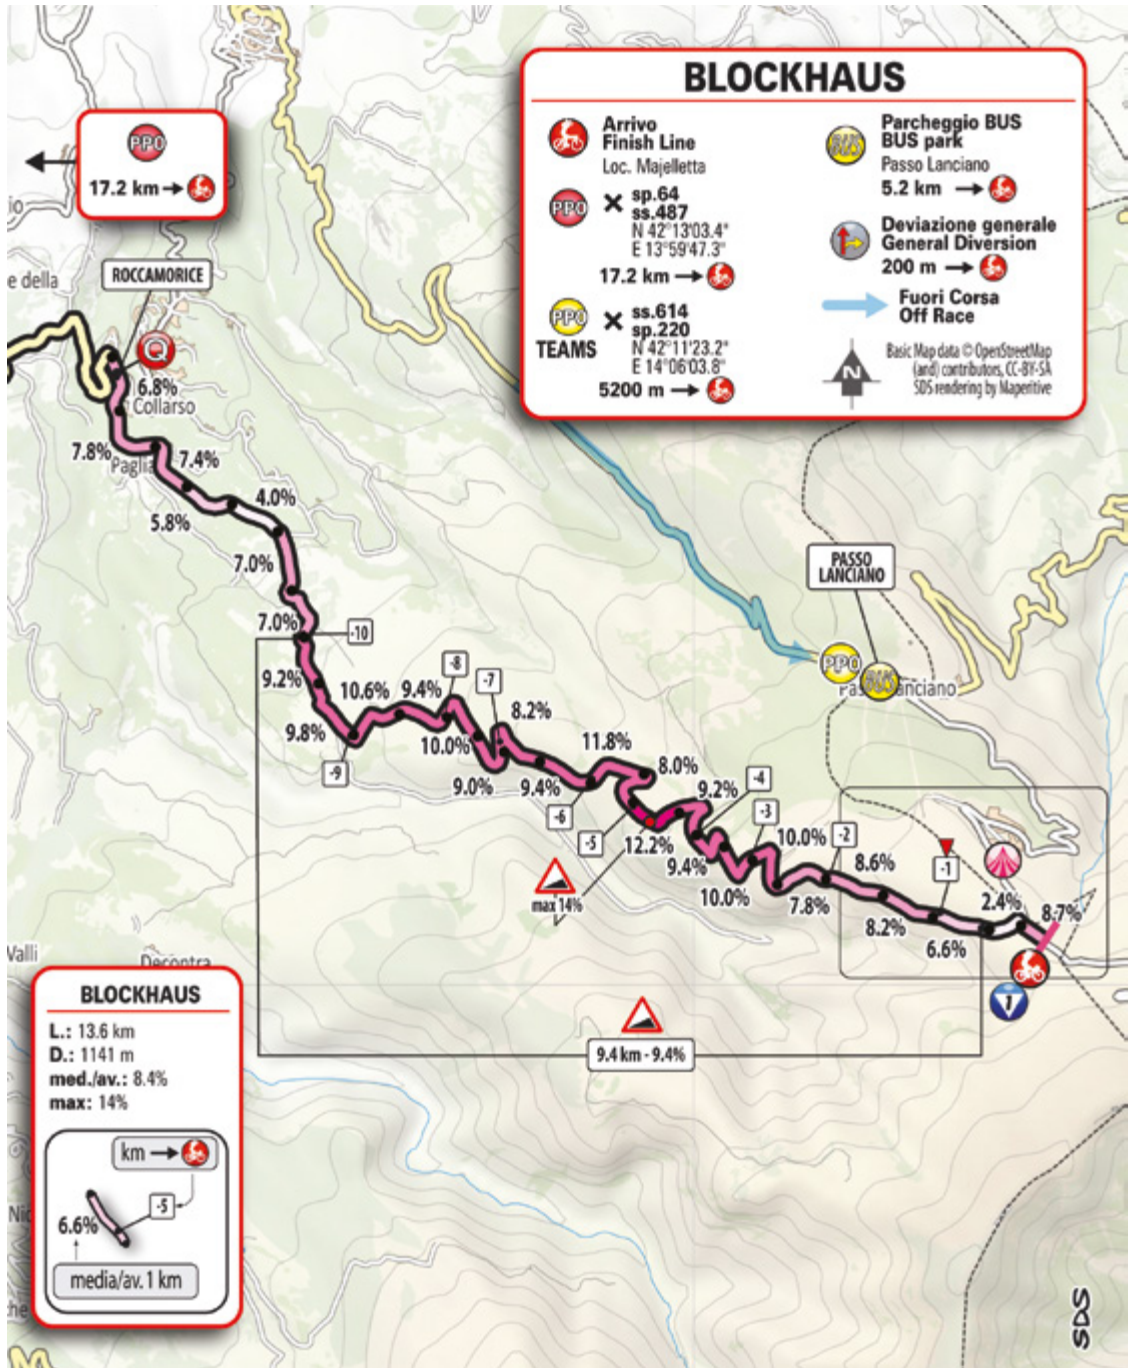 BLOCKHAUS
Arrivo
Finish Line
Loc. Majelletta
PPO
sp.64
ss.487
N 42°13'03.4"
E 13°59'47.3"
17.2 km
PPO
TEAMS
ss.614
sp.220
N 42°11'23.2"
E 14°06'03.8"
5200 m
BUS
Parcheggio BUS
BUS park
Passo Lanciano
5.2 km
Deviazione generale
General Diversion
200 m
Fuori Corsa
Off Race
N
Basic Map data © OpenStreetMap
(and) contributors, CC-BY-SA
SDS rendering by Maperitive
PPO
17.2 km
io
e della
ROCCAMORICE
Q
6.8%
Collarso
7.8%
Paglia
7.4%
5.8%
4.0%
7.0%
7.0%
-10
9.2%
9.8%
-9
10.6%
9.4%
-8
10.0%
-7
9.0%
8.2%
9.4%
-6
11.8%
8.0%
-5
12.2%
max 14%
9.2%
-4
9.4%
10.0%
-3
10.0%
7.8%
-2
8.6%
8.2%
-1
6.6%
2.4%
8.7%
1
PASSO
LANCIANO
PPO
BUS
9.4 km - 9.4%
Valli
Decontra
BLOCKHAUS
L.: 13.6 km
D.: 1141 m
med./av.: 8.4%
max: 14%
km
-5
6.6%
media/av. 1 km
SDS